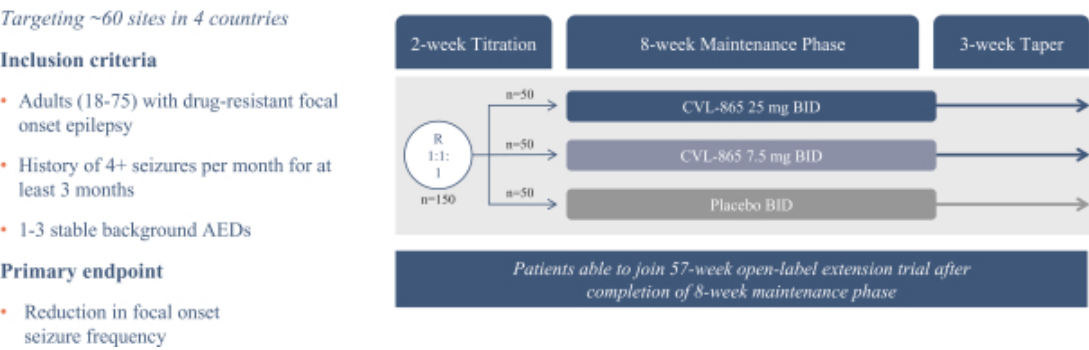 Targeting ~60 sites in 4 countries
Inclusion criteria
• Adults (18-75) with drug-resistant focal
onset epilepsy
• History of 4+ seizures per month for at
least 3 months
• 1-3 stable background AEDs
Primary endpoint
• Reduction in focal onset
seizure frequency
2-week Titration
8-week Maintenance Phase
3-week Taper
R
1:1:
1
n=150
n=50
CVL-865 25 mg BID
n=50
CVL-865 7.5 mg BID
n=50
Placebo BID
Patients able to join 57-week open-label extension trial after
completion of 8-week maintenance phase